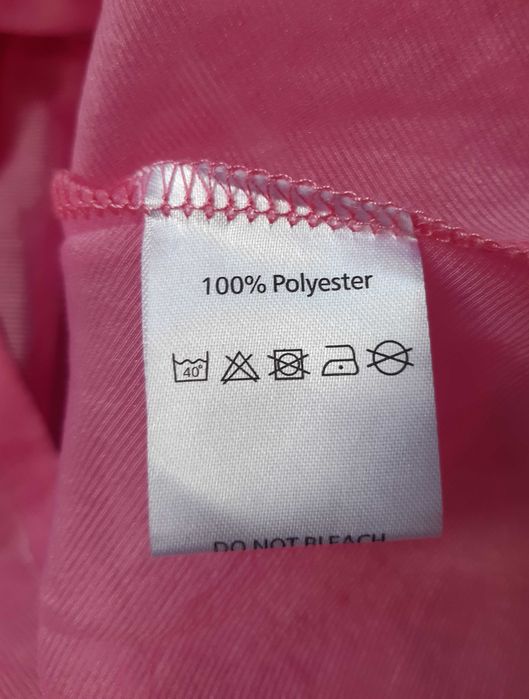 100% Polyester
40°
DO NOT BLEACH